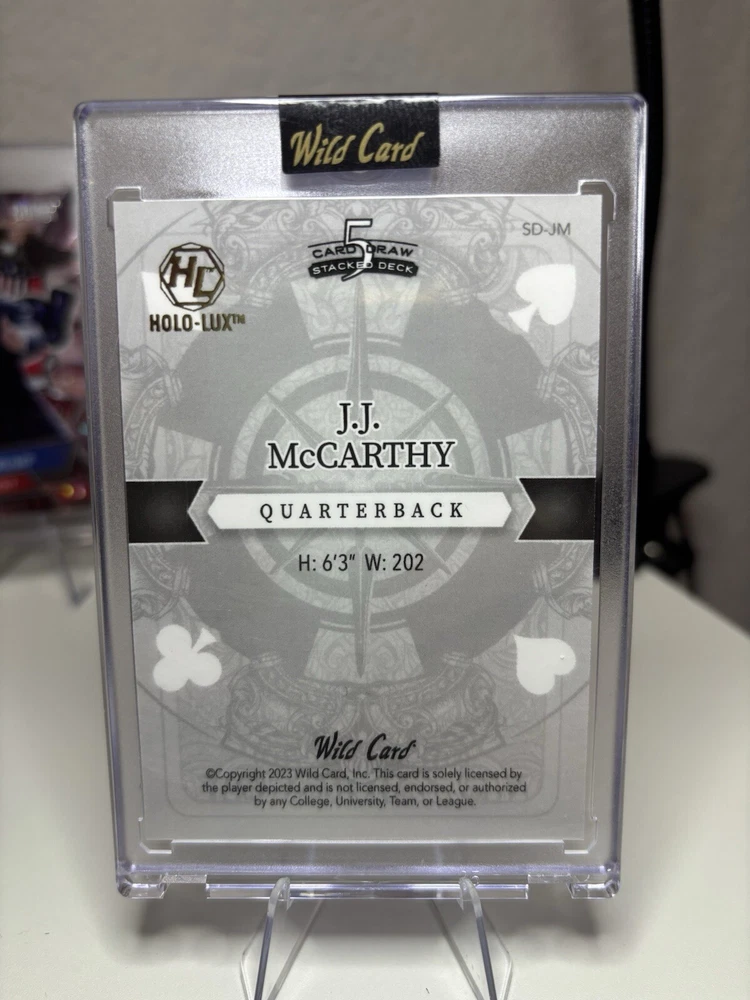 Wild Card
SD-JM
5
CARD DRAW
STACKED DECK
HC
HOLO-LUX™
J.J.
McCARTHY
QUARTERBACK
H: 6'3" W: 202
Wild Card
©Copyright 2023 Wild Card, Inc. This card is solely licensed by
the player depicted and is not licensed, endorsed, or authorized
by any College, University, Team, or League.